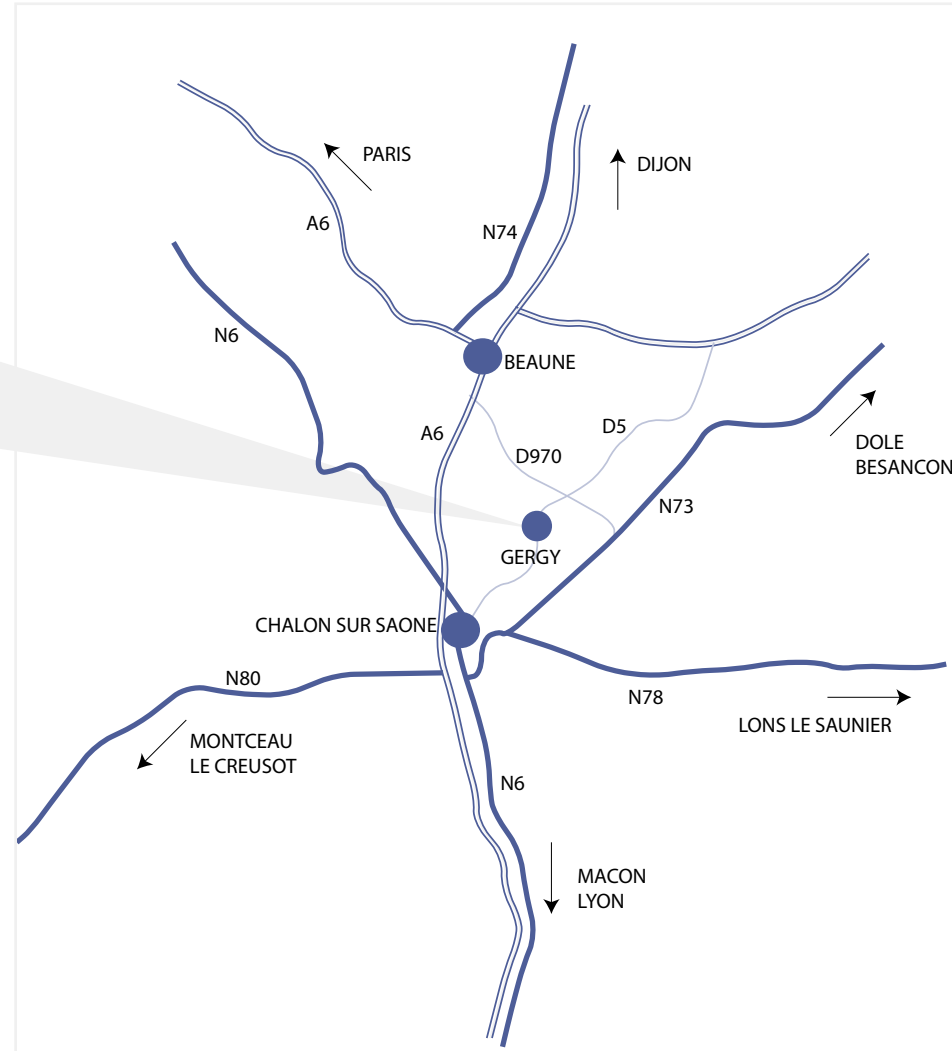 PARIS
DIJON
A6
N74
N6
BEAUNE
A6
D5
D970
DOLE
BESANCON
N73
GERGY
CHALON SUR SAONE
N80
N78
LONS LE SAUNIER
MONTCEAU
LE CREUSOT
N6
MACON
LYON